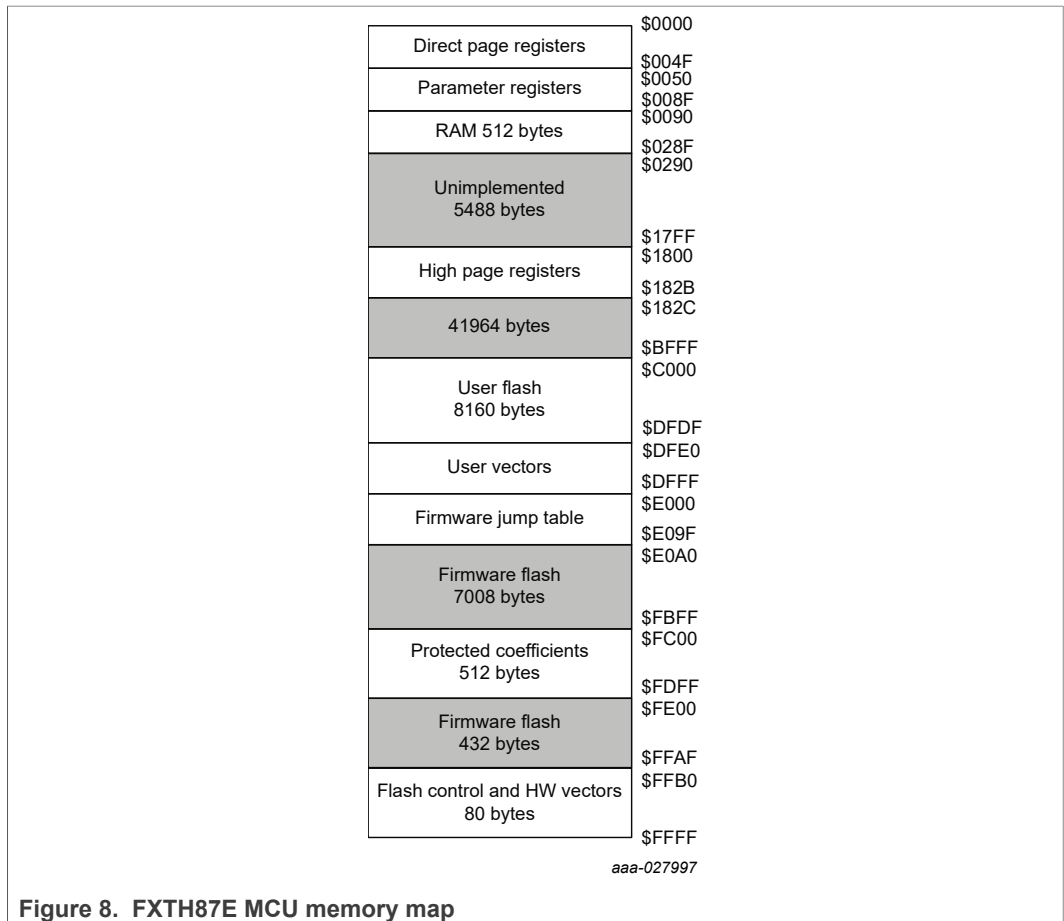 $0000
Direct page registers
$004F
$0050
Parameter registers
$008F
$0090
RAM 512 bytes
$028F
$0290
Unimplemented
5488 bytes
$17FF
$1800
High page registers
$182B
$182C
41964 bytes
$BFFF
$C000
User flash
8160 bytes
$DFDF
$DFE0
User vectors
$DFFF
$E000
Firmware jump table
$E09F
$E0A0
Firmware flash
7008 bytes
$FBFF
$FC00
Protected coefficients
512 bytes
$FDFF
$FE00
Firmware flash
432 bytes
$FFAF
$FFB0
Flash control and HW vectors
80 bytes
$FFFF
aaa-027997
Figure 8. FXTH87E MCU memory map